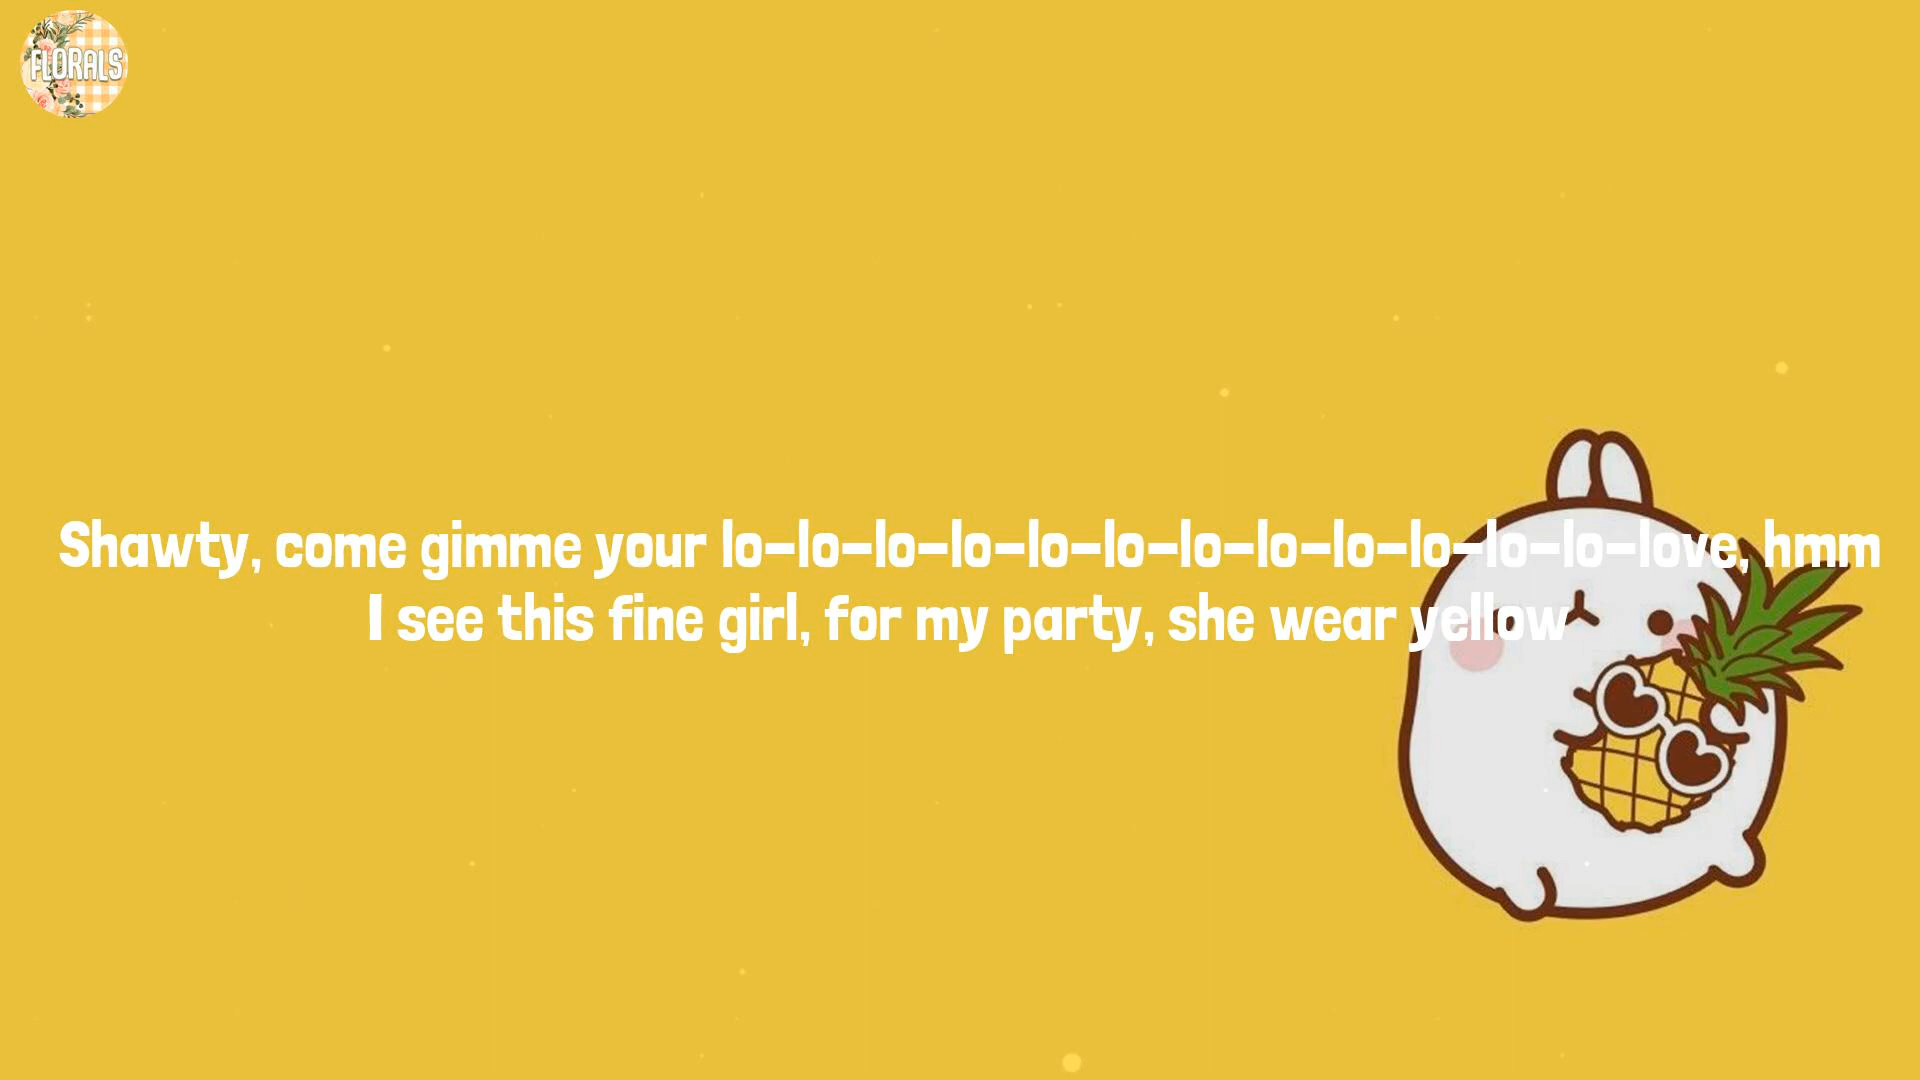 FLORALS
Shawty, come gimme your lo-lo-lo-lo-lo-lo-lo-lo-lo-lo-lo-lo-love, hmm
I see this fine girl, for my party, she wear yellow